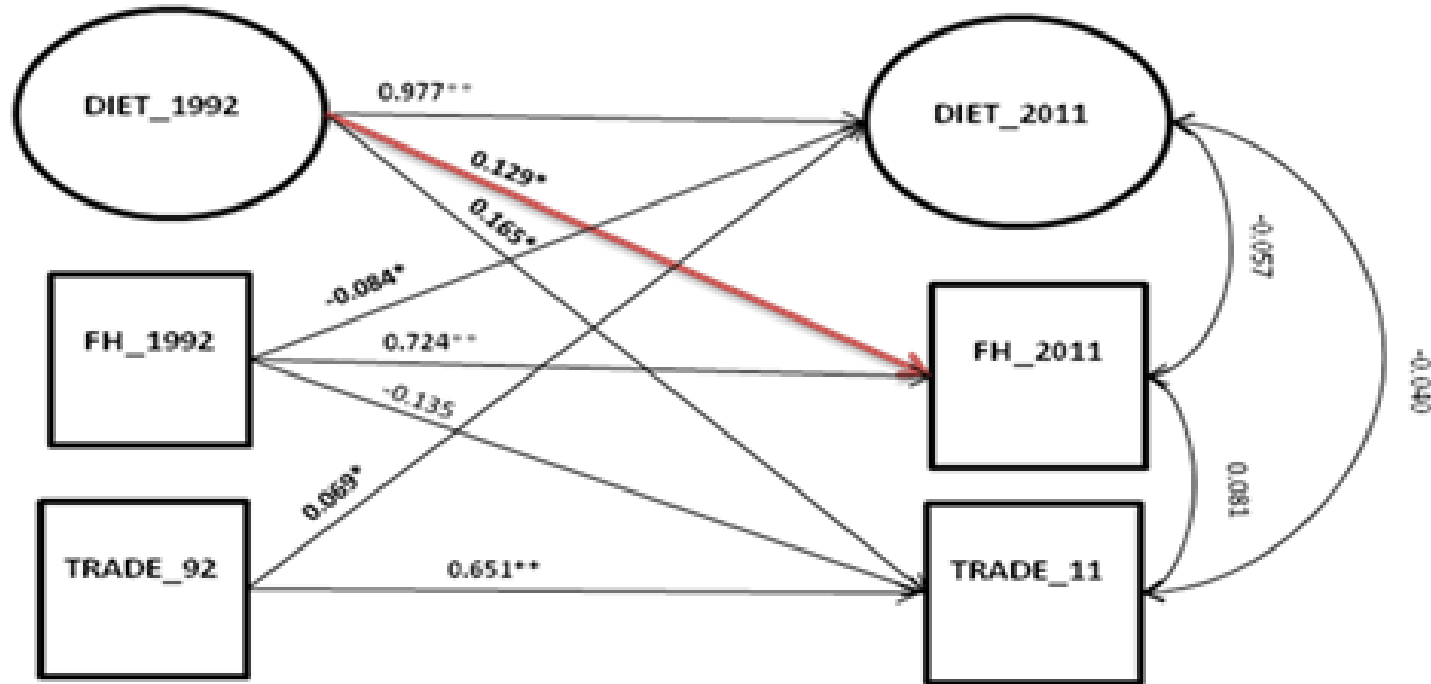 DIET_1992
0.977**
DIET_2011
0.129*
0.165*
-0.084*
-0.057
FH_1992
0.724**
FH_2011
-0.135
-0.040
0.069*
0.081
TRADE_92
0.651**
TRADE_11